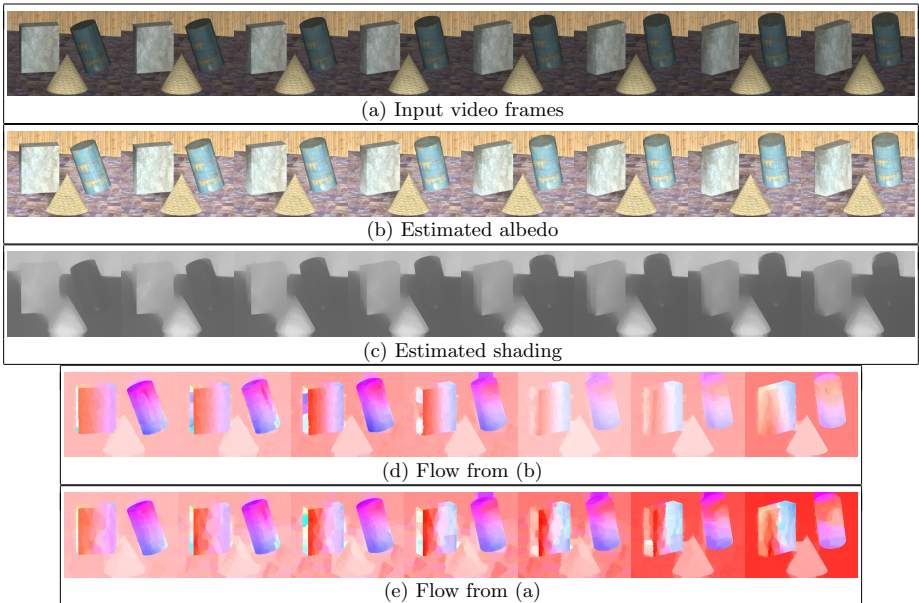 (a) Input video frames
(b) Estimated albedo
(c) Estimated shading
(d) Flow from (b)
(e) Flow from (a)